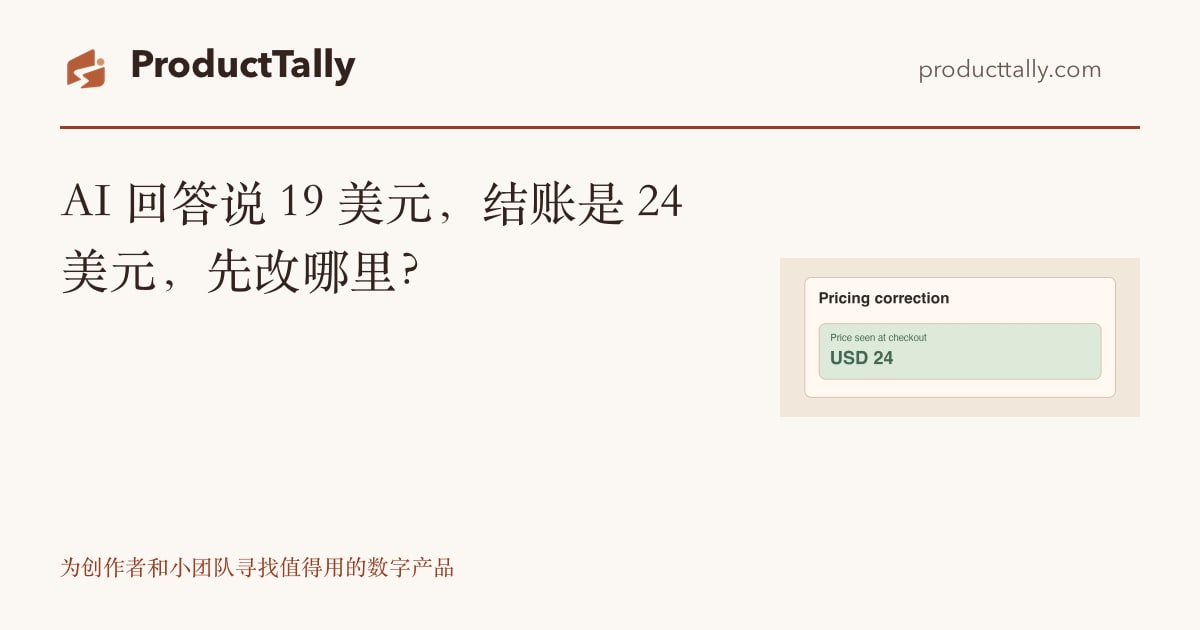 ProductTally
producttally.com
AI 回答说 19 美元，结账是 24
美元，先改哪里?
Pricing correction
Price seen at checkout
USD 24
为创作者和小团队寻找值得用的数字产品